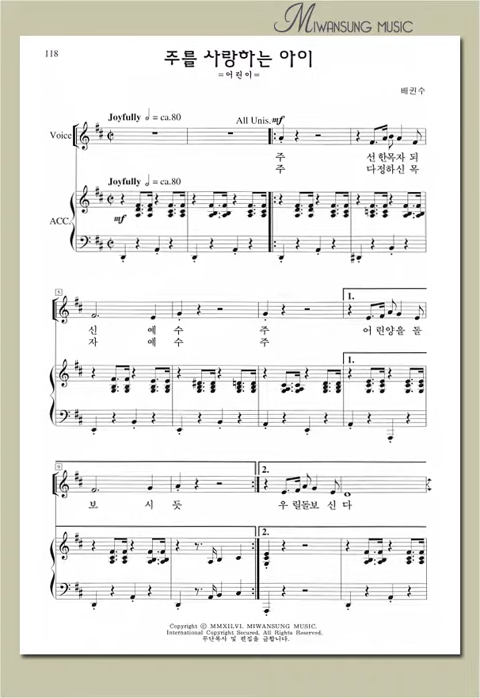 MIWANSUNG MUSIC
118
주를 사랑하는 아이
=어린이=
배권수
Joyfully = ca.80
All Unis. mf
Voice
주 선한목자 되
주 다정하신 목
Joyfully = ca.80
mf
ACC.
5
1.
신 예 수 주 어 린양을 돌
자 예 수 주
1.
9
2.
보 시 듯 우 릴돌보 신 다
2.
Copyright ⓒ MMXILVI. MIWANSUNG MUSIC.
International Copyright Secured. All Rights Reserved.
무단복사 및 편집을 금합니다.